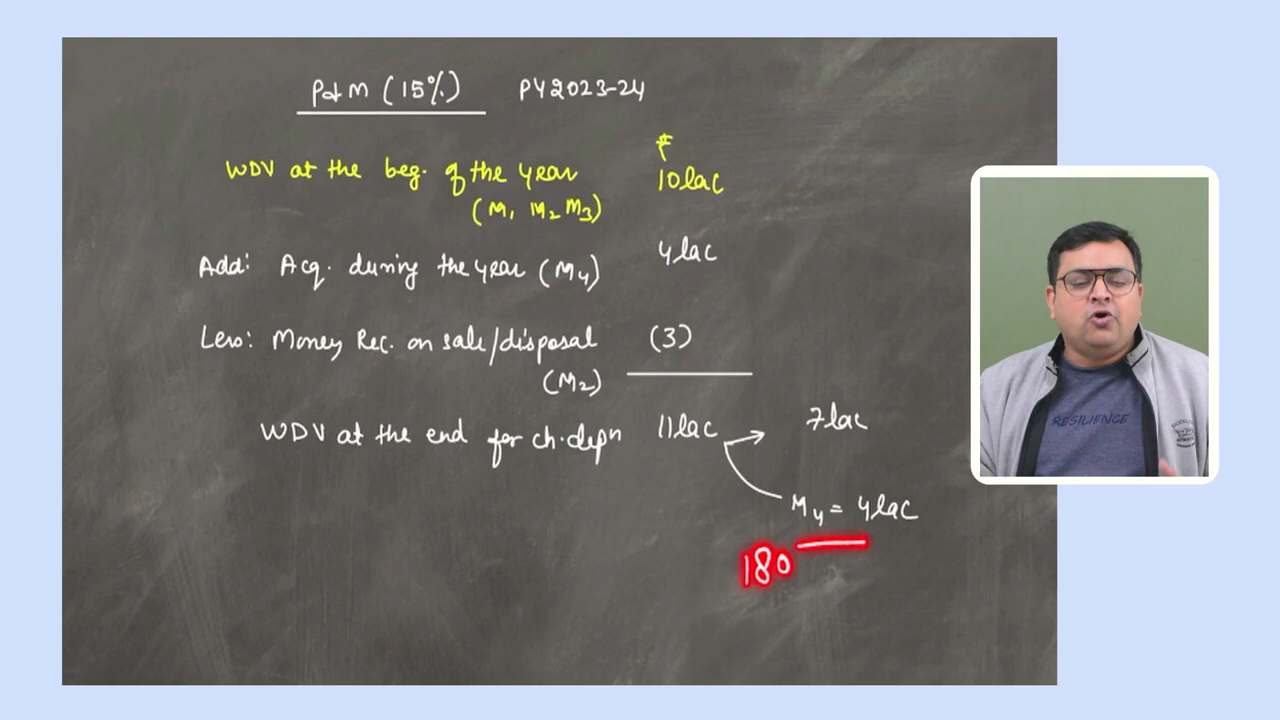 P&M (15%) PY2023-24
₹
WDV at the beg. of the year 10 lac
(M1 M2 M3)
Add: Acq. during the year (M4) 4 lac
Less: Money Rec. on sale/disposal (3)
(M2)
WDV at the end for ch. depn 11 lac 7 lac
M4 = 4 lac
180
RESILIENCE